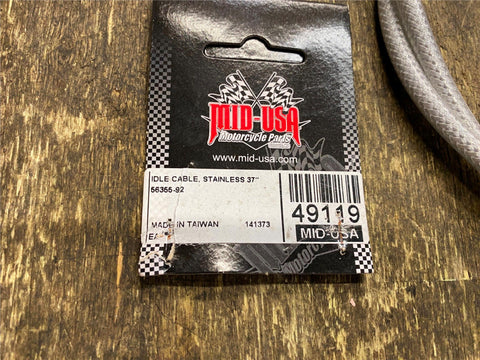 MID-USA
Motorcycle Parts
www.mid-usa.com
IDLE CABLE, STAINLESS 37"
56355-92
MADE IN TAIWAN 141373
EA
49119
MID-USA